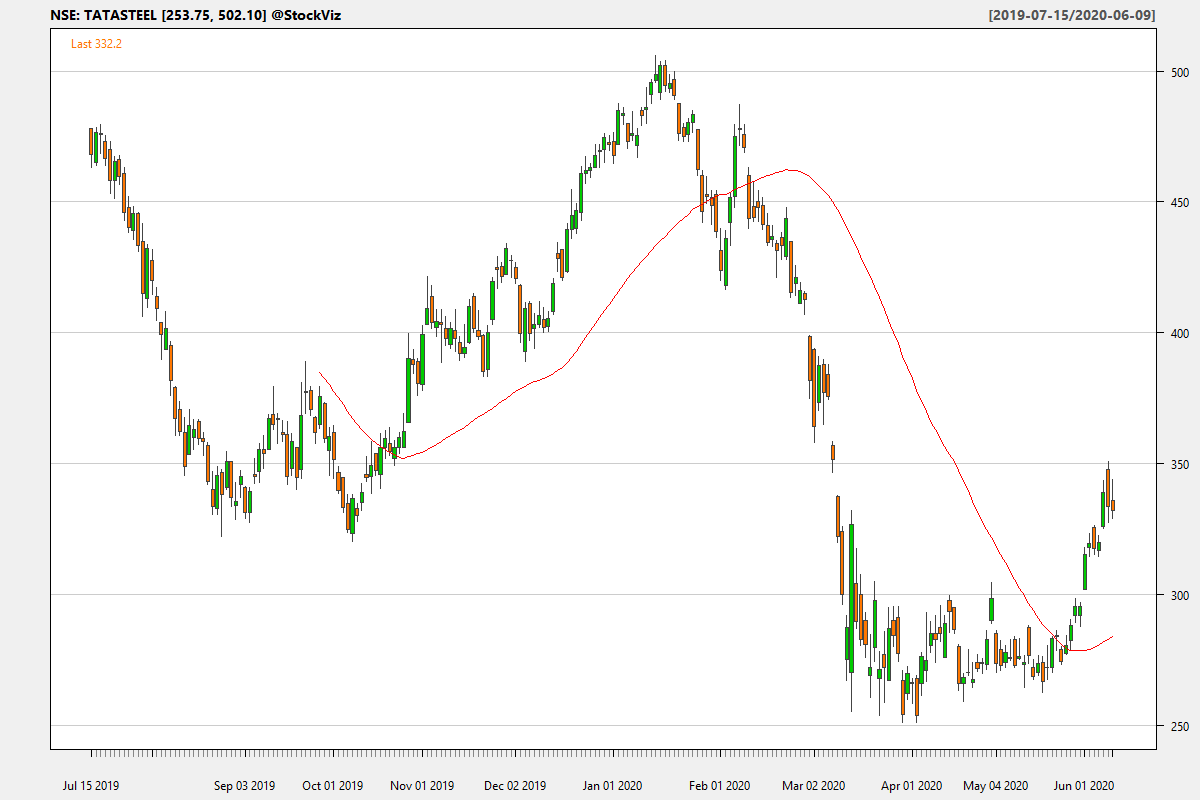 NSE: TATASTEEL [253.75, 502.10] @StockViz [2019-07-15/2020-06-09]
Last 332.2
500
450
400
350
300
250
Jul 15 2019 Sep 03 2019 Oct 01 2019 Nov 01 2019 Dec 02 2019 Jan 01 2020 Feb 01 2020 Mar 02 2020 Apr 01 2020 May 04 2020 Jun 01 2020